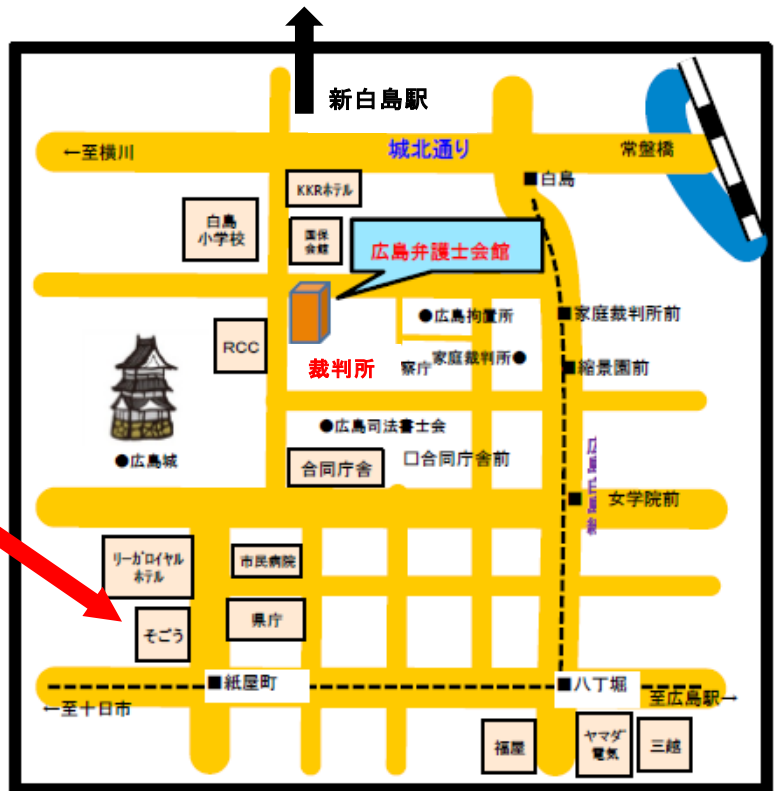 新白島駅
←至横川
城北通り
常盤橋
■白島
KKRホテル
白島
小学校
国保
会館
広島弁護士会館
●広島拘置所
■家庭裁判所前
RCC
裁判所
察庁
家庭裁判所●
■縮景園前
●広島司法書士会
●広島城
合同庁舎
□合同庁舎前
■ 女学院前
リーガロイヤル
ホテル
市民病院
県庁
そごう
■紙屋町
■八丁堀
至広島駅→
←至十日市
福屋
ヤマダ
電気
三越